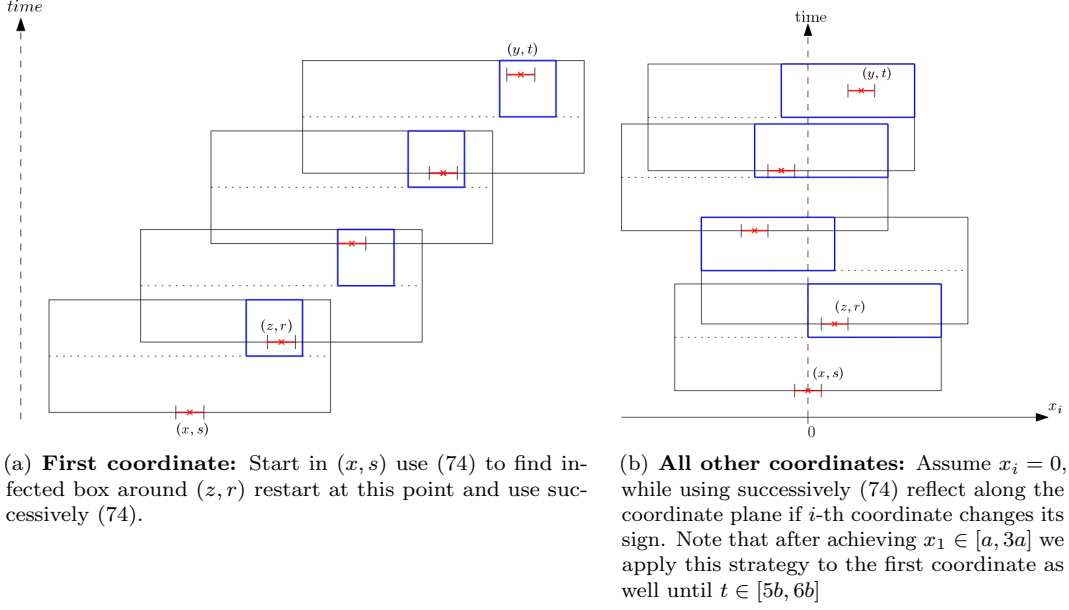 time
(y, t)
(z, r)
(x, s)
time
(y, t)
(z, r)
(x, s)
x_i
0
(a) First coordinate: Start in (x, s) use (74) to find in-
fected box around (z, r) restart at this point and use suc-
cessively (74).
(b) All other coordinates: Assume x_i = 0,
while using successively (74) reflect along the
coordinate plane if i-th coordinate changes its
sign. Note that after achieving x_1 ∈ [a, 3a] we
apply this strategy to the first coordinate as
well until t ∈ [5b, 6b]